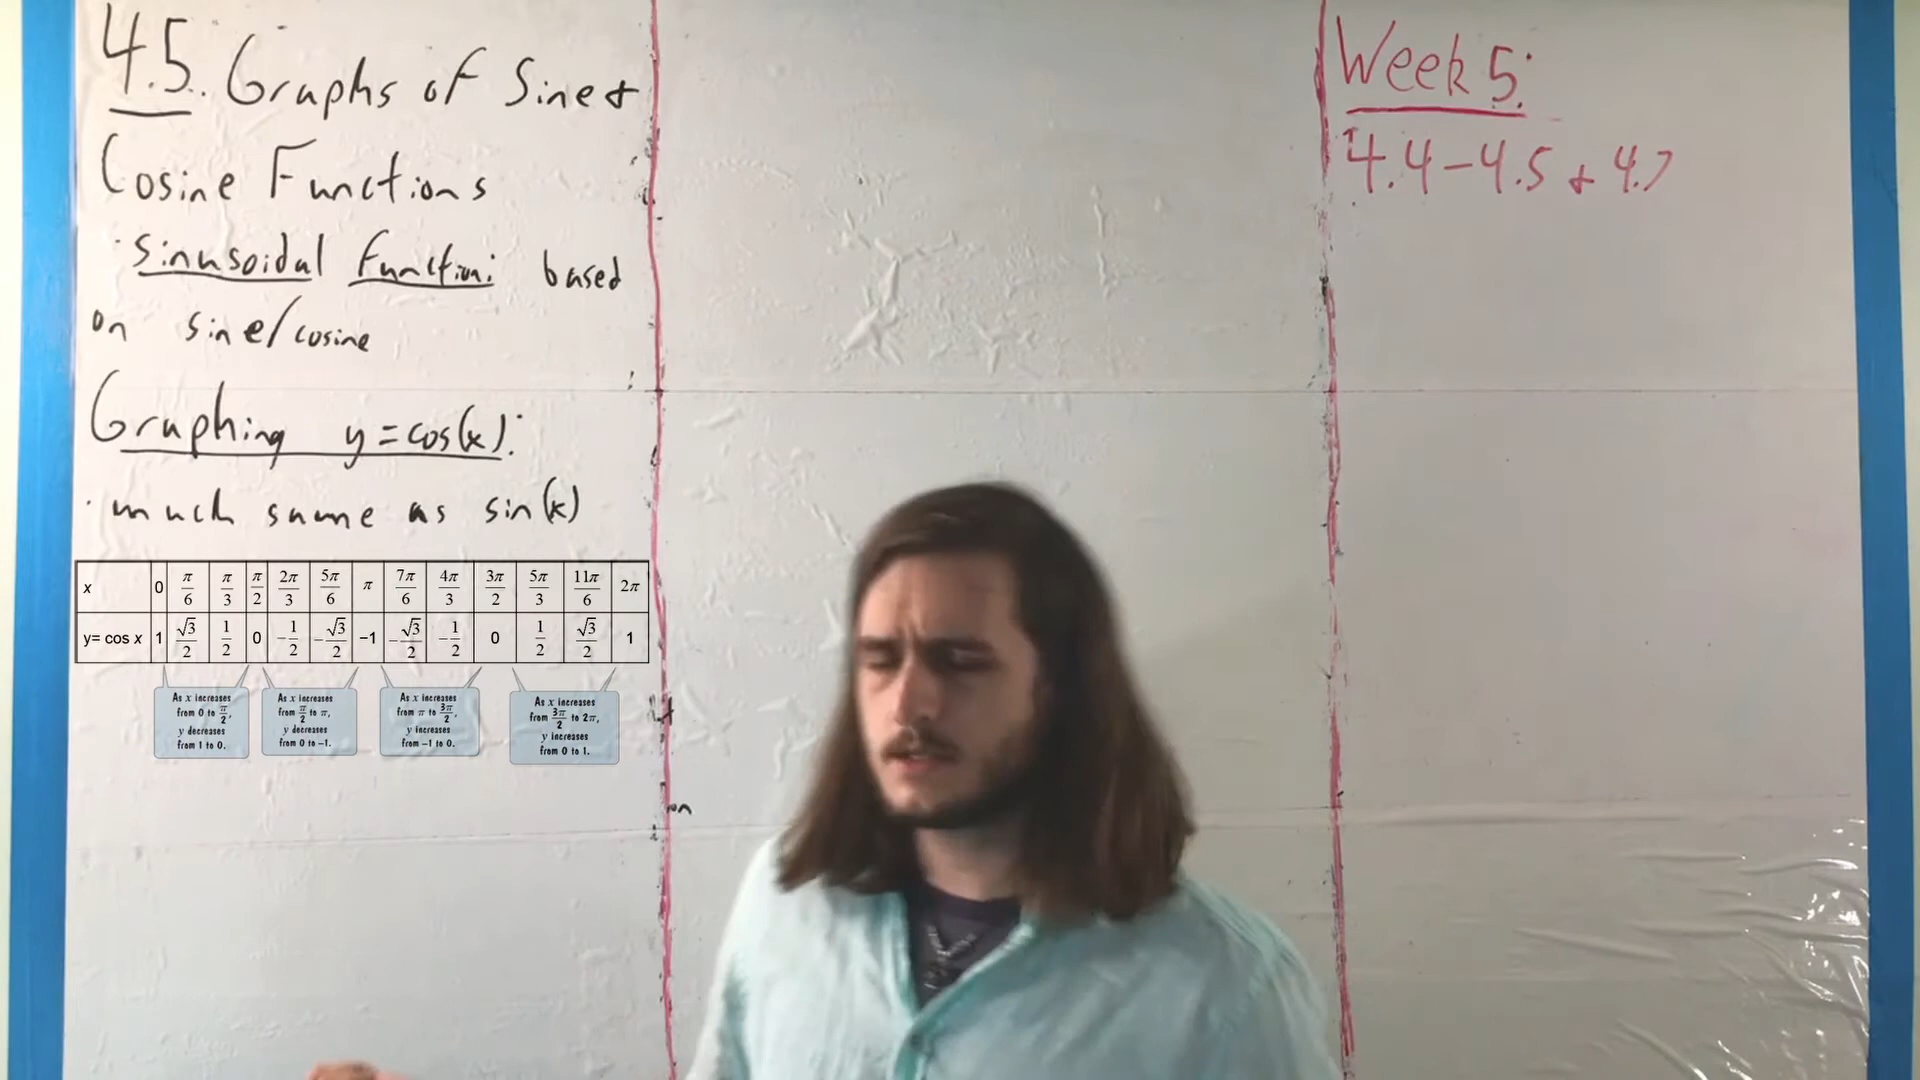 4.5. Graphs of Sine &
Cosine Functions
· sinusoidal function: based
on sine/cosine
Graphing y = cos(x):
· much same as sin(x)
x 0 π/6 π/3 π/2 2π/3 5π/6 π 7π/6 4π/3 3π/2 5π/3 11π/6 2π
y= cos x 1 √3/2 1/2 0 -1/2 -√3/2 -1 -√3/2 -1/2 0 1/2 √3/2 1
As x increases
from 0 to π/2,
y decreases
from 1 to 0.
As x increases
from π/2 to π,
y decreases
from 0 to -1.
As x increases
from π to 3π/2,
y increases
from -1 to 0.
As x increases
from 3π/2 to 2π,
y increases
from 0 to 1.
on
Week 5:
4.4-4.5 & 4.7